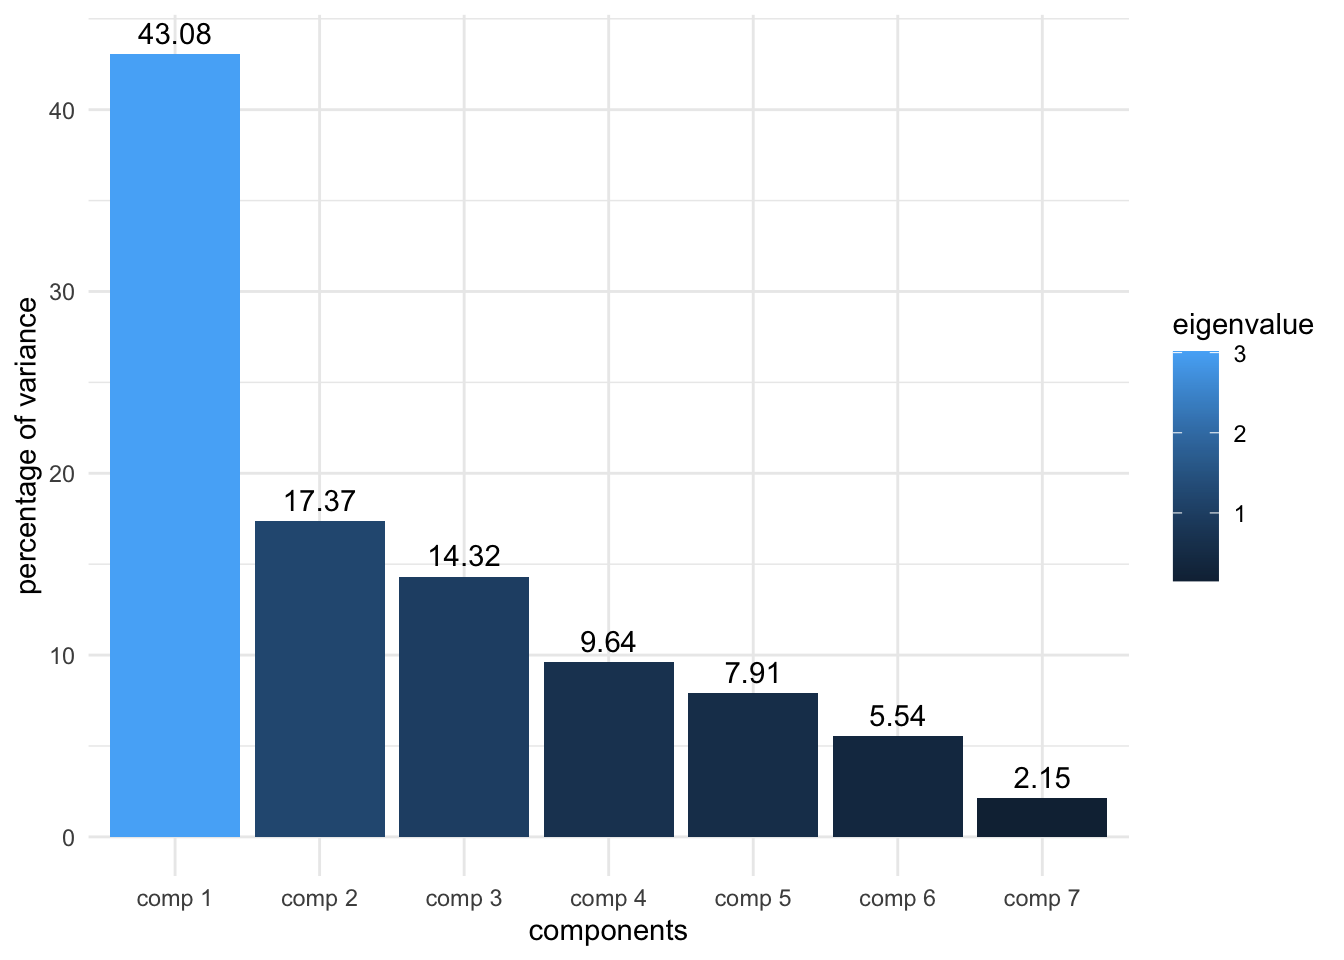 43.08
40
30
20
10
0
percentage of variance
17.37
14.32
9.64
7.91
5.54
2.15
comp 1
comp 2
comp 3
comp 4
comp 5
comp 6
comp 7
components
eigenvalue
3
2
1